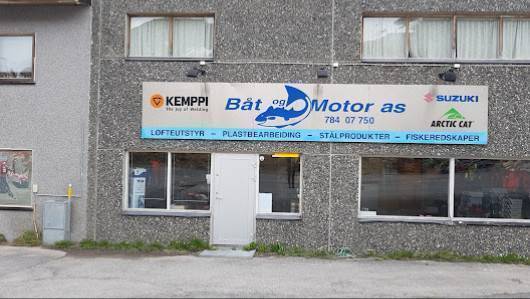 KEMPPI
The Joy of Welding
Båt og Motor as
784 07 750
SUZUKI
ARCTIC CAT
LØFTEUTSTYR – PLASTBEARBEIDING – STÅLPRODUKTER – FISKEREDSKAPER